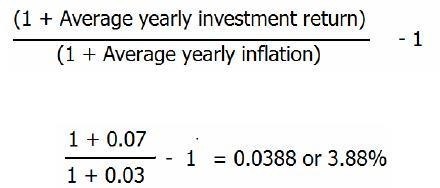 (1 + Average yearly investment return)
(1 + Average yearly inflation)
- 1
1 + 0.07
1 + 0.03
- 1 = 0.0388 or 3.88%